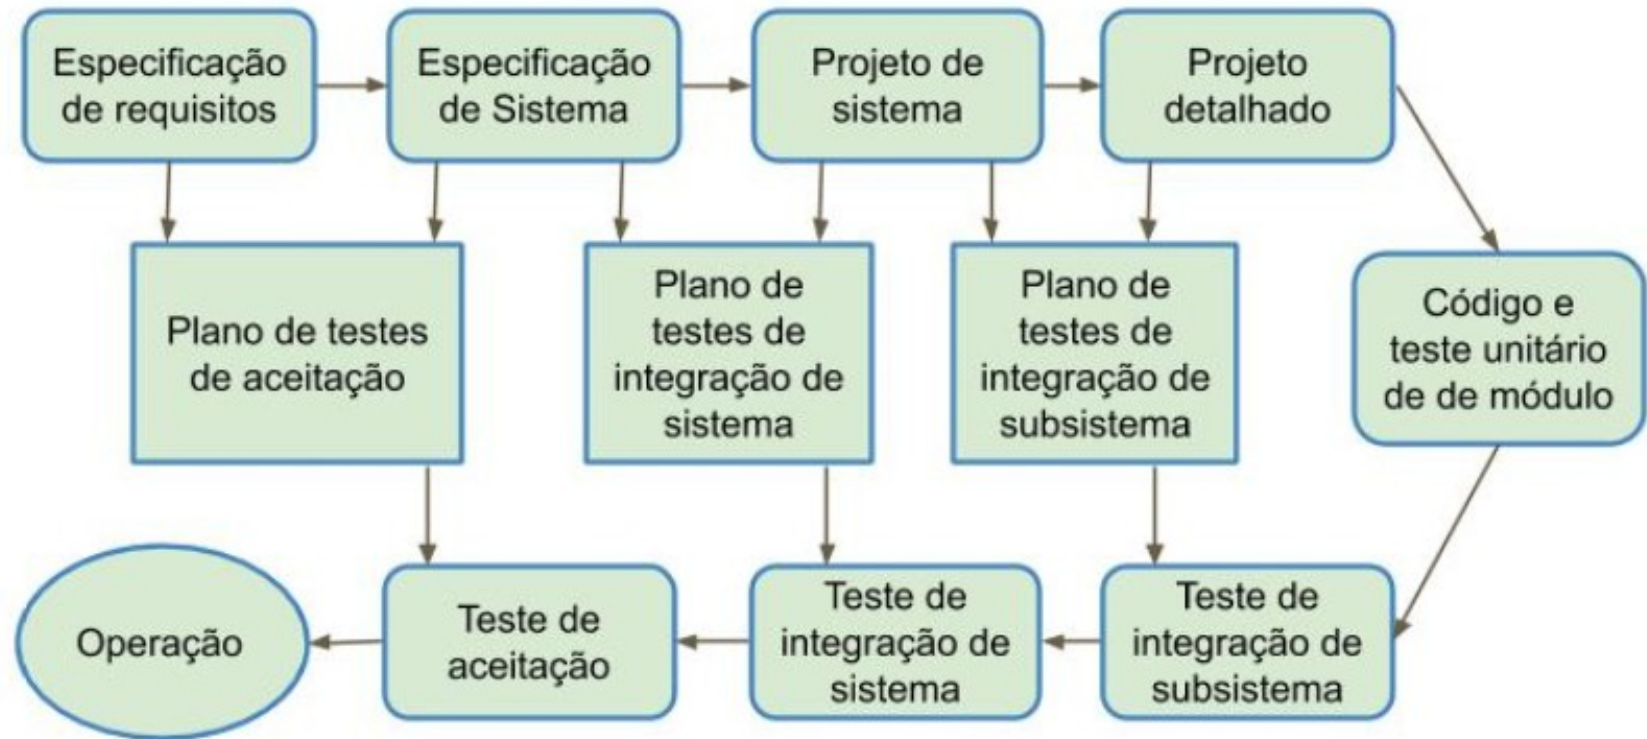 Especificação
de requisitos
Especificação
de Sistema
Projeto de
sistema
Projeto
detalhado
Plano de testes
de aceitação
Plano de
testes de
integração de
sistema
Plano de
testes de
integração de
subsistema
Código e
teste unitário
de de módulo
Operação
Teste de
aceitação
Teste de
integração de
sistema
Teste de
integração de
subsistema